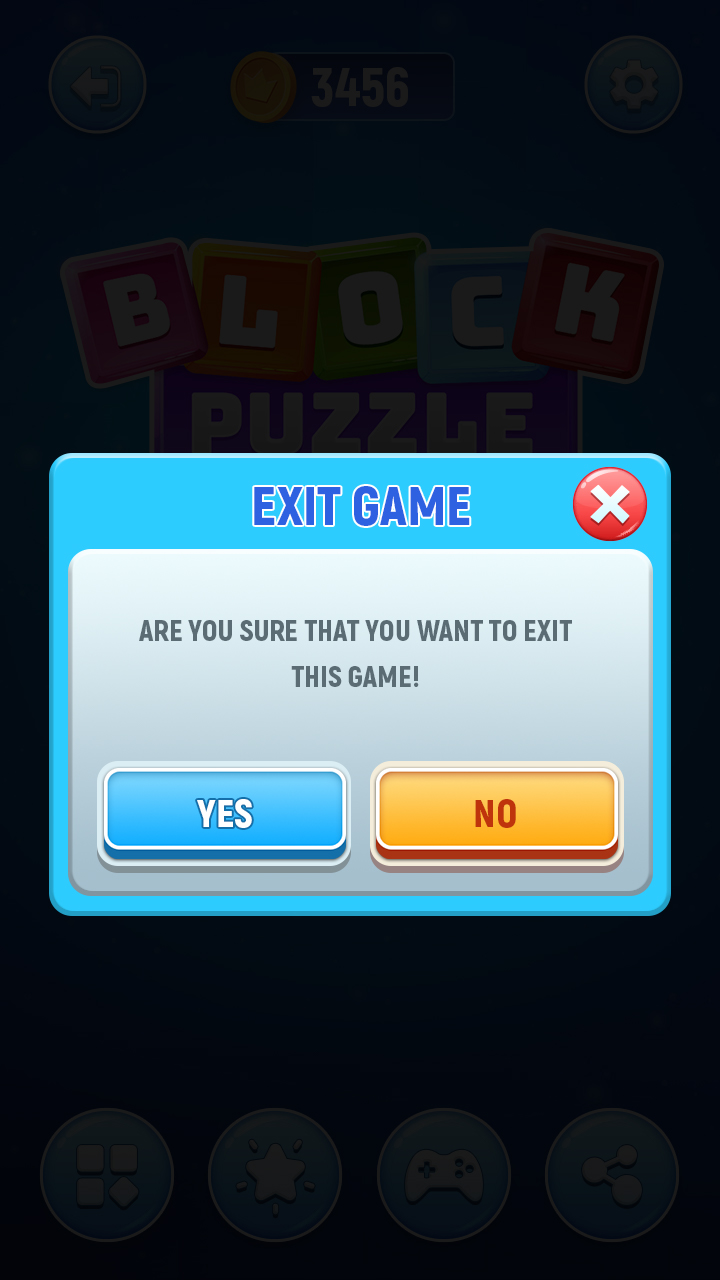 3456
BLOCK
PUZZLE
EXIT GAME
ARE YOU SURE THAT YOU WANT TO EXIT
THIS GAME!
YES
NO